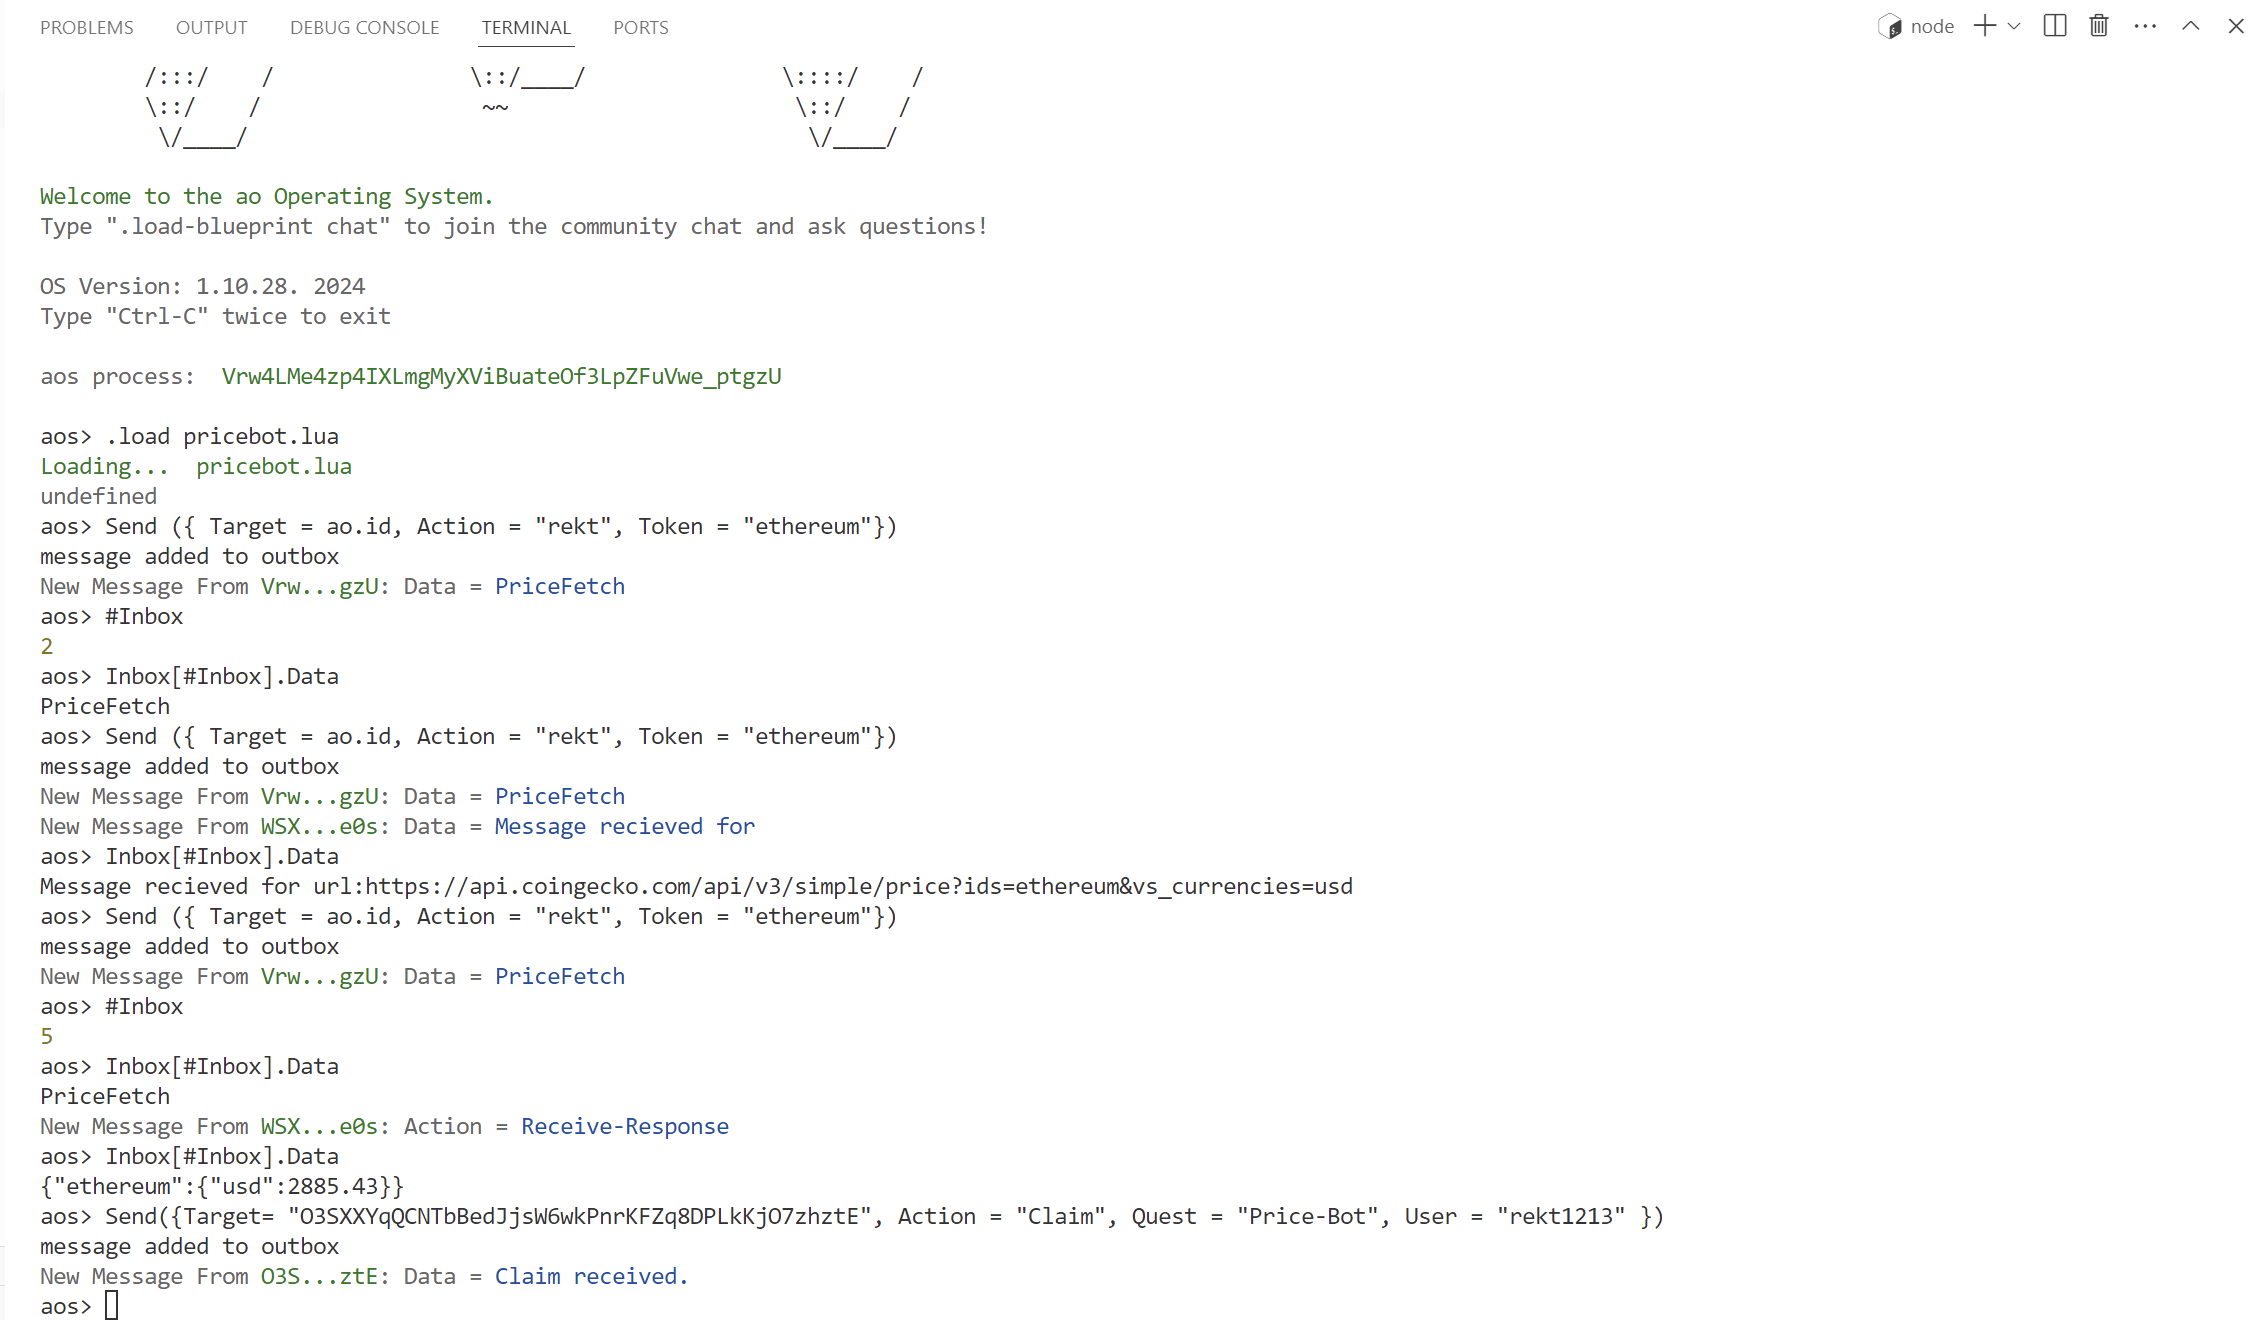 PROBLEMS OUTPUT DEBUG CONSOLE TERMINAL PORTS node
/:::/    /               \::/____/               \::::/    /
\::/    /                 ~~                      \::/    /
 \/____/                                           \/____/
Welcome to the ao Operating System.
Type ".load-blueprint chat" to join the community chat and ask questions!
OS Version: 1.10.28. 2024
Type "Ctrl-C" twice to exit
aos process:  Vrw4LMe4zp4IXLmgMyXViBuateOf3LpZFuVwe_ptgzU
aos> .load pricebot.lua
Loading...  pricebot.lua
undefined
aos> Send ({ Target = ao.id, Action = "rekt", Token = "ethereum"})
message added to outbox
New Message From Vrw...gzU: Data = PriceFetch
aos> #Inbox
2
aos> Inbox[#Inbox].Data
PriceFetch
aos> Send ({ Target = ao.id, Action = "rekt", Token = "ethereum"})
message added to outbox
New Message From Vrw...gzU: Data = PriceFetch
New Message From WSX...e0s: Data = Message recieved for
aos> Inbox[#Inbox].Data
Message recieved for url:https://api.coingecko.com/api/v3/simple/price?ids=ethereum&vs_currencies=usd
aos> Send ({ Target = ao.id, Action = "rekt", Token = "ethereum"})
message added to outbox
New Message From Vrw...gzU: Data = PriceFetch
aos> #Inbox
5
aos> Inbox[#Inbox].Data
PriceFetch
New Message From WSX...e0s: Action = Receive-Response
aos> Inbox[#Inbox].Data
{"ethereum":{"usd":2885.43}}
aos> Send({Target= "O3SXXYqQCNTbBedJjsW6wkPnrKFZq8DPLkKjO7zhztE", Action = "Claim", Quest = "Price-Bot", User = "rekt1213" })
message added to outbox
New Message From O3S...ztE: Data = Claim received.
aos>